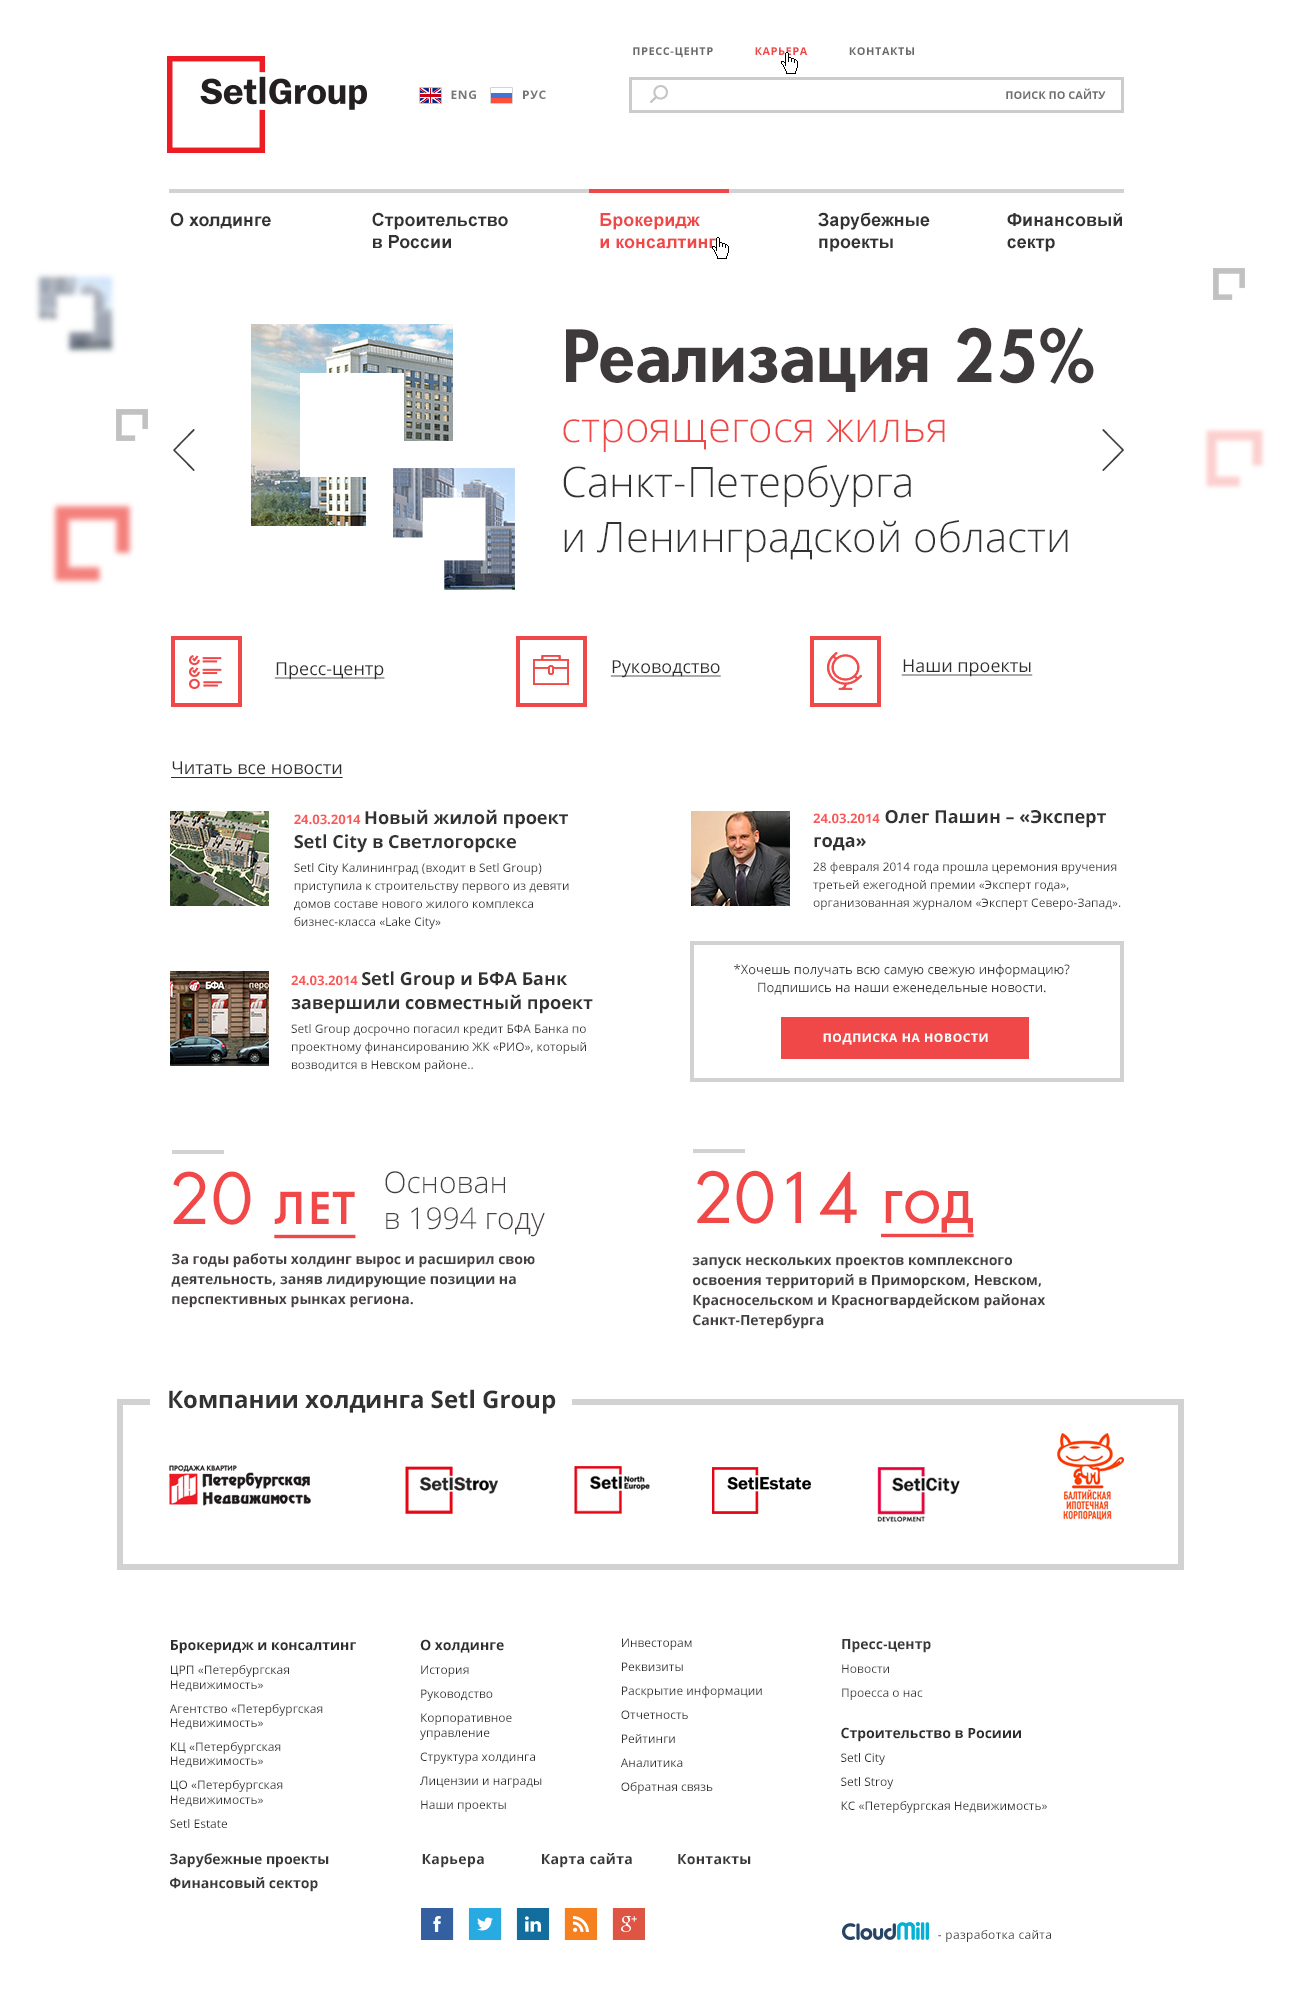 ПРЕСС-ЦЕНТР
КАРЬЕРА
КОНТАКТЫ
SetlGroup
ENG
РУС
ПОИСК ПО САЙТУ
О холдинге
Строительство
в России
Брокеридж
и консалтинг
Зарубежные
проекты
Финансовый
сектр
Реализация 25%
строящегося жилья
Санкт-Петербурга
и Ленинградской области
Пресс-центр
Руководство
Наши проекты
Читать все новости
24.03.2014 Новый жилой проект
Setl City в Светлогорске
Setl City Калининград (входит в Setl Group)
приступила к строительству первого из девяти
домов составе нового жилого комплекса
бизнес-класса «Lake City»
24.03.2014 Олег Пашин – «Эксперт
года»
28 февраля 2014 года прошла церемония вручения
третьей ежегодной премии «Эксперт года»,
организованная журналом «Эксперт Северо-Запад».
БФА
перс
24.03.2014 Setl Group и БФА Банк
завершили совместный проект
Setl Group досрочно погасил кредит БФА Банка по
проектному финансированию ЖК «РИО», который
возводится в Невском районе..
*Хочешь получать всю самую свежую информацию?
Подпишись на наши еженедельные новости.
ПОДПИСКА НА НОВОСТИ
20 лет
Основан
в 1994 году
За годы работы холдинг вырос и расширил свою
деятельность, заняв лидирующие позиции на
перспективных рынках региона.
2014 год
запуск нескольких проектов комплексного
освоения территорий в Приморском, Невском,
Красносельском и Красногвардейском районах
Санкт-Петербурга
Компании холдинга Setl Group
ПРОДАЖА КВАРТИР
Петербургская
Недвижимость
SetlStroy
Setl North
Europe
SetlEstate
SetlCity
DEVELOPMENT
БАЛТИЙСКАЯ
ИПОТЕЧНАЯ
КОРПОРАЦИЯ
Брокеридж и консалтинг
ЦРП «Петербургская
Недвижимость»
Агентство «Петербургская
Недвижимость»
КЦ «Петербургская
Недвижимость»
ЦО «Петербургская
Недвижимость»
Setl Estate
Зарубежные проекты
Финансовый сектор
О холдинге
История
Руководство
Корпоративное
управление
Структура холдинга
Лицензии и награды
Наши проекты
Инвесторам
Реквизиты
Раскрытие информации
Отчетность
Рейтинги
Аналитика
Обратная связь
Пресс-центр
Новости
Проесса о нас
Строительство в Росиии
Setl City
Setl Stroy
КС «Петербургская Недвижимость»
Карьера
Карта сайта
Контакты
f
in
g+
CloudMill - разработка сайта